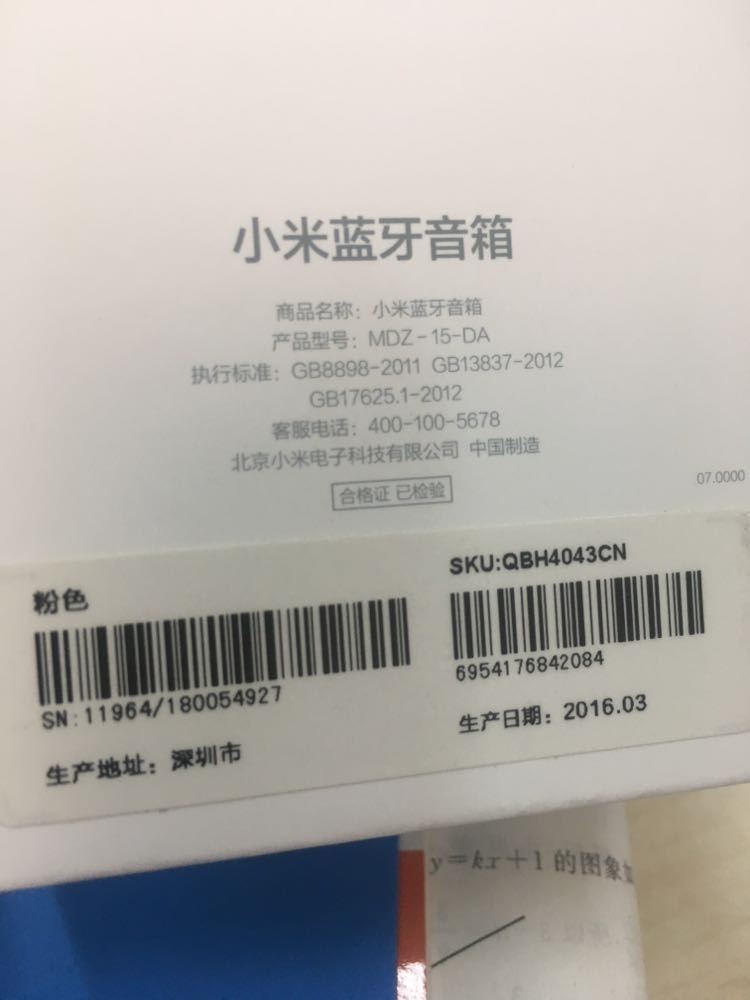 小米蓝牙音箱
商品名称：小米蓝牙音箱
产品型号：MDZ-15-DA
执行标准：GB8898-2011 GB13837-2012
GB17625.1-2012
客服电话：400-100-5678
北京小米电子科技有限公司 中国制造
合格证 已检验
07.0000
粉色
SN:11964/180054927
生产地址：深圳市
SKU:QBH4043CN
6954176842084
生产日期：2016.03
y=kx+1的图象